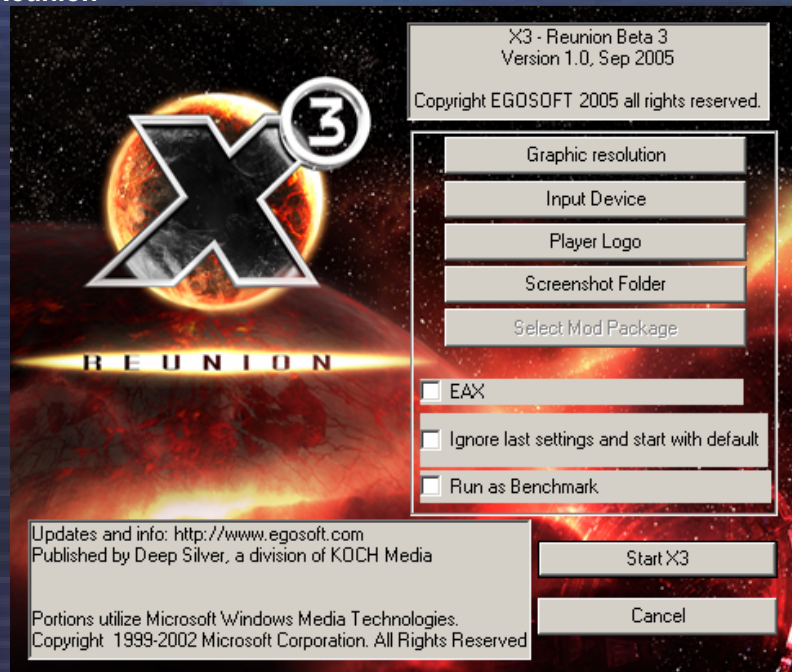 Reunion
X3 - Reunion Beta 3
Version 1.0, Sep 2005
Copyright EGOSOFT 2005 all rights reserved.
X3
REUNION
Graphic resolution
Input Device
Player Logo
Screenshot Folder
Select Mod Package
EAX
Ignore last settings and start with default
Run as Benchmark
Updates and info: http://www.egosoft.com
Published by Deep Silver, a division of KOCH Media
Portions utilize Microsoft Windows Media Technologies.
Copyright 1999-2002 Microsoft Corporation. All Rights Reserved
Start X3
Cancel